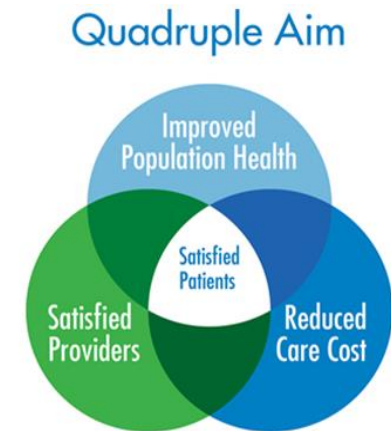 Quadruple Aim
Improved
Population Health
Satisfied
Patients
Satisfied
Providers
Reduced
Care Cost